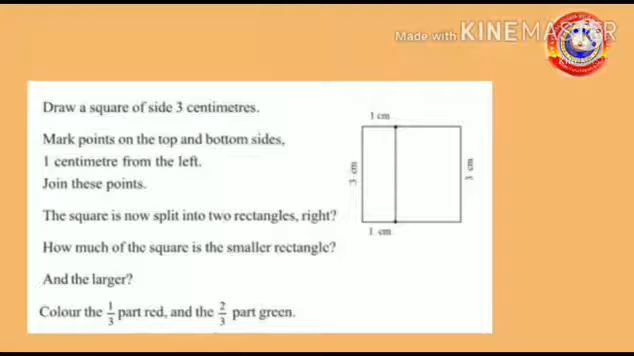 Made with KINEMASTER
Draw a square of side 3 centimetres.
1 cm
Mark points on the top and bottom sides,
1 centimetre from the left.
3 cm
3 cm
Join these points.
The square is now split into two rectangles, right?
1 cm
How much of the square is the smaller rectangle?
And the larger?
Colour the 1/3 part red, and the 2/3 part green.